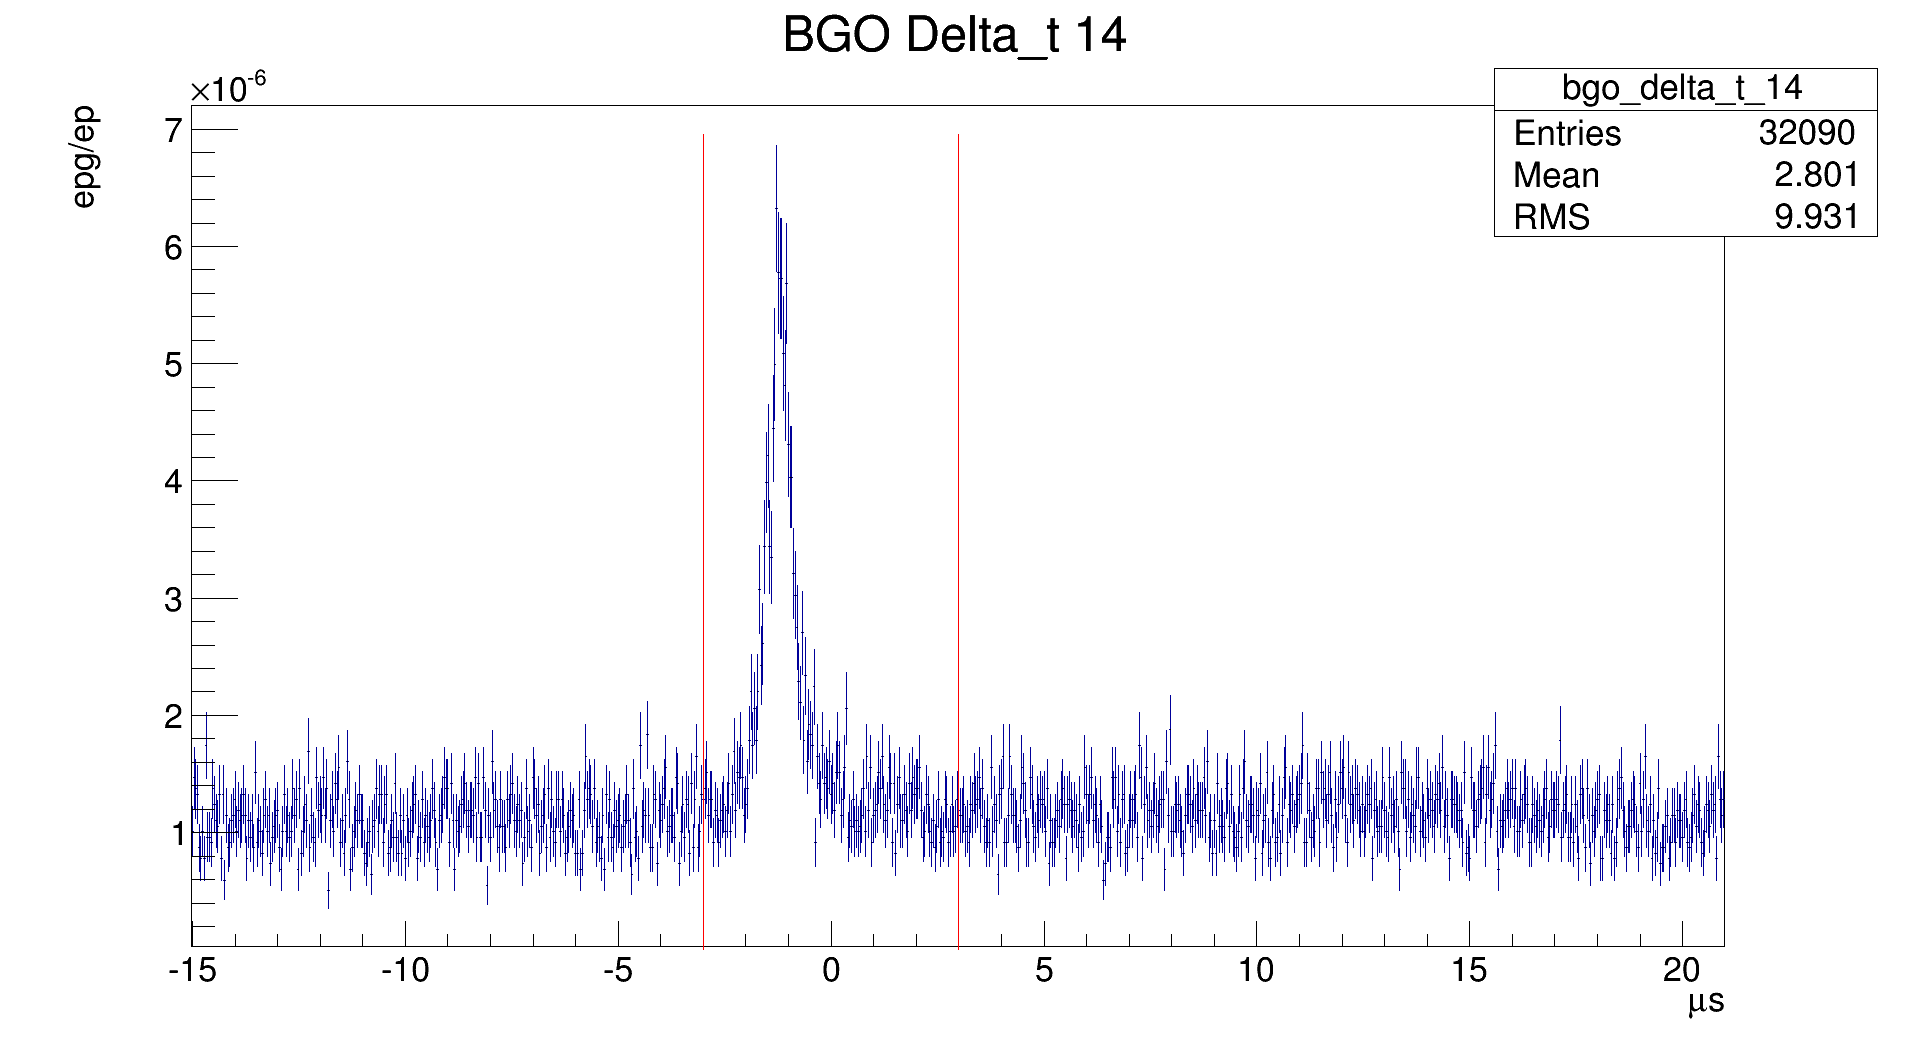 BGO Delta_t 14
×10-6
epg/ep
bgo_delta_t_14
Entries 32090
Mean 2.801
RMS 9.931
7
6
5
4
3
2
1
-15 -10 -5 0 5 10 15 20
μs